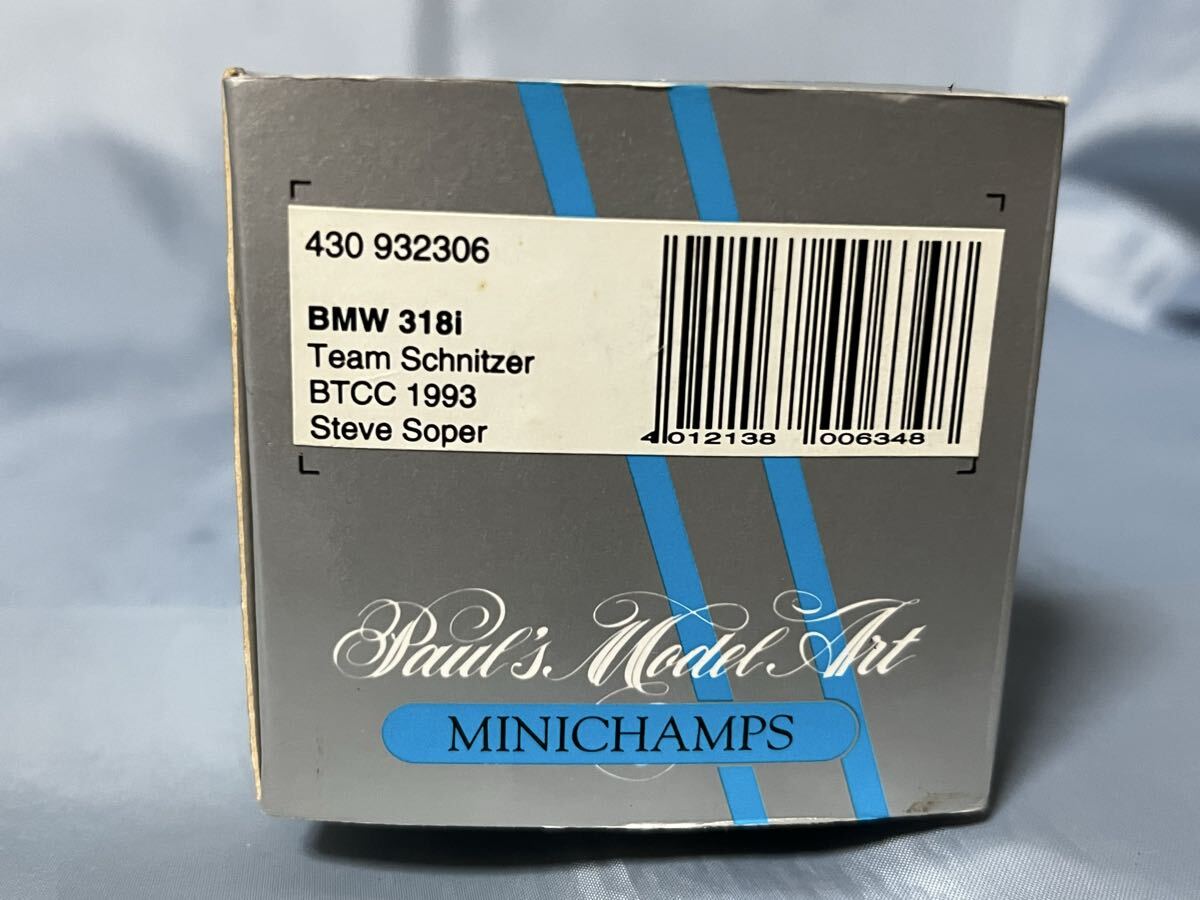 430 932306
BMW 318i
Team Schnitzer
BTCC 1993
Steve Soper
4 012138 006348
Paul's Model Art
MINICHAMPS